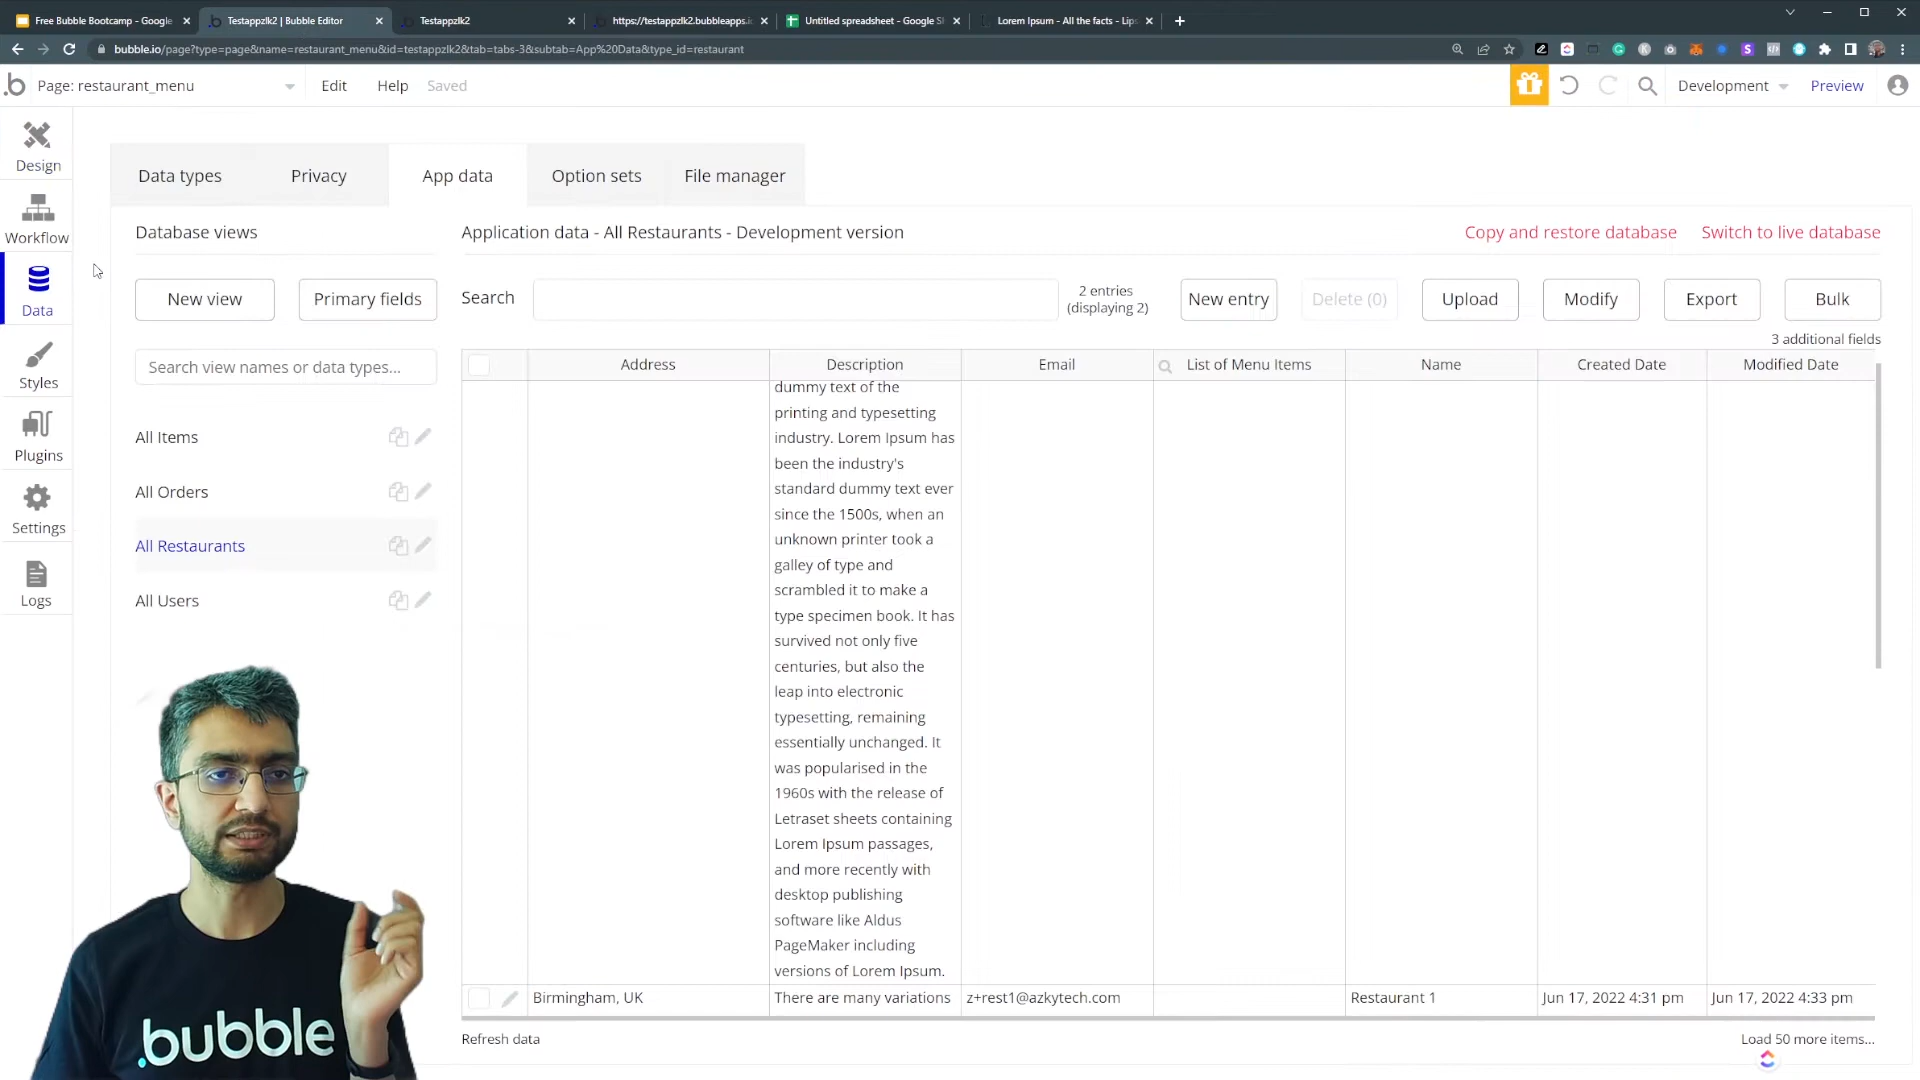 Free Bubble Bootcamp - Google
Testappzlk2 | Bubble Editor
Testappzlk2
https://testappzlk2.bubbleapps.i
Untitled spreadsheet - Google Sh
Lorem Ipsum - All the facts - Lip
bubble.io/page?type=page&name=restaurant_menu&id=testappzlk2&tab=tabs-3&subtab=App%20Data&type_id=restaurant
Page: restaurant_menu
Edit
Help
Saved
Development
Preview
Design
Workflow
Data
Styles
Plugins
Settings
Logs
Data types
Privacy
App data
Option sets
File manager
Database views
Application data - All Restaurants - Development version
Copy and restore database
Switch to live database
New view
Primary fields
Search
2 entries
(displaying 2)
New entry
Delete (0)
Upload
Modify
Export
Bulk
3 additional fields
Search view names or data types...
All Items
All Orders
All Restaurants
All Users
Address
Description
Email
List of Menu Items
Name
Created Date
Modified Date
dummy text of the
printing and typesetting
industry. Lorem Ipsum has
been the industry's
standard dummy text ever
since the 1500s, when an
unknown printer took a
galley of type and
scrambled it to make a
type specimen book. It has
survived not only five
centuries, but also the
leap into electronic
typesetting, remaining
essentially unchanged. It
was popularised in the
1960s with the release of
Letraset sheets containing
Lorem Ipsum passages,
and more recently with
desktop publishing
software like Aldus
PageMaker including
versions of Lorem Ipsum.
Birmingham, UK
There are many variations
z+rest1@azkytech.com
Restaurant 1
Jun 17, 2022 4:31 pm
Jun 17, 2022 4:33 pm
Refresh data
Load 50 more items...
.bubble